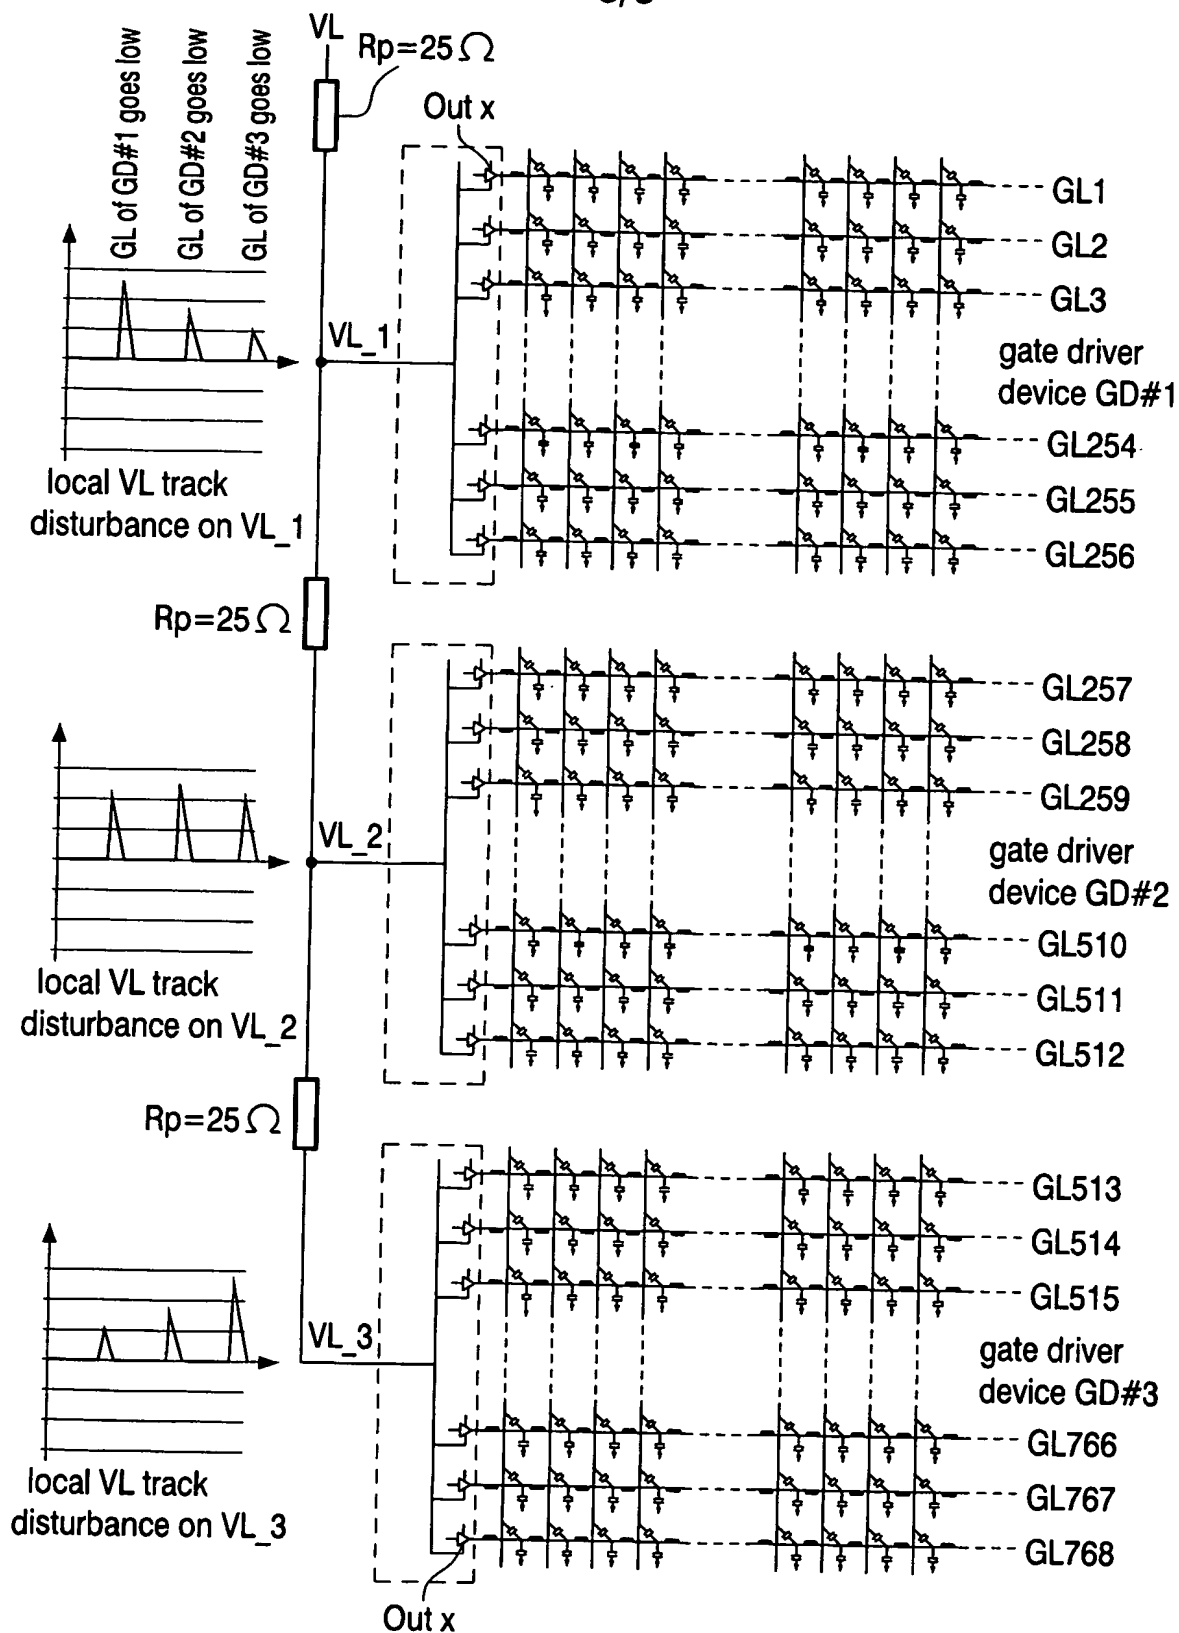 VL
Rp=25 Ω
GL of GD#1 goes low
GL of GD#2 goes low
GL of GD#3 goes low
Out x
GL1
GL2
GL3
VL_1
gate driver
device GD#1
GL254
GL255
GL256
local VL track
disturbance on VL_1
Rp=25 Ω
GL257
GL258
GL259
VL_2
gate driver
device GD#2
GL510
GL511
GL512
local VL track
disturbance on VL_2
Rp=25 Ω
GL513
GL514
GL515
VL_3
gate driver
device GD#3
GL766
GL767
GL768
local VL track
disturbance on VL_3
Out x